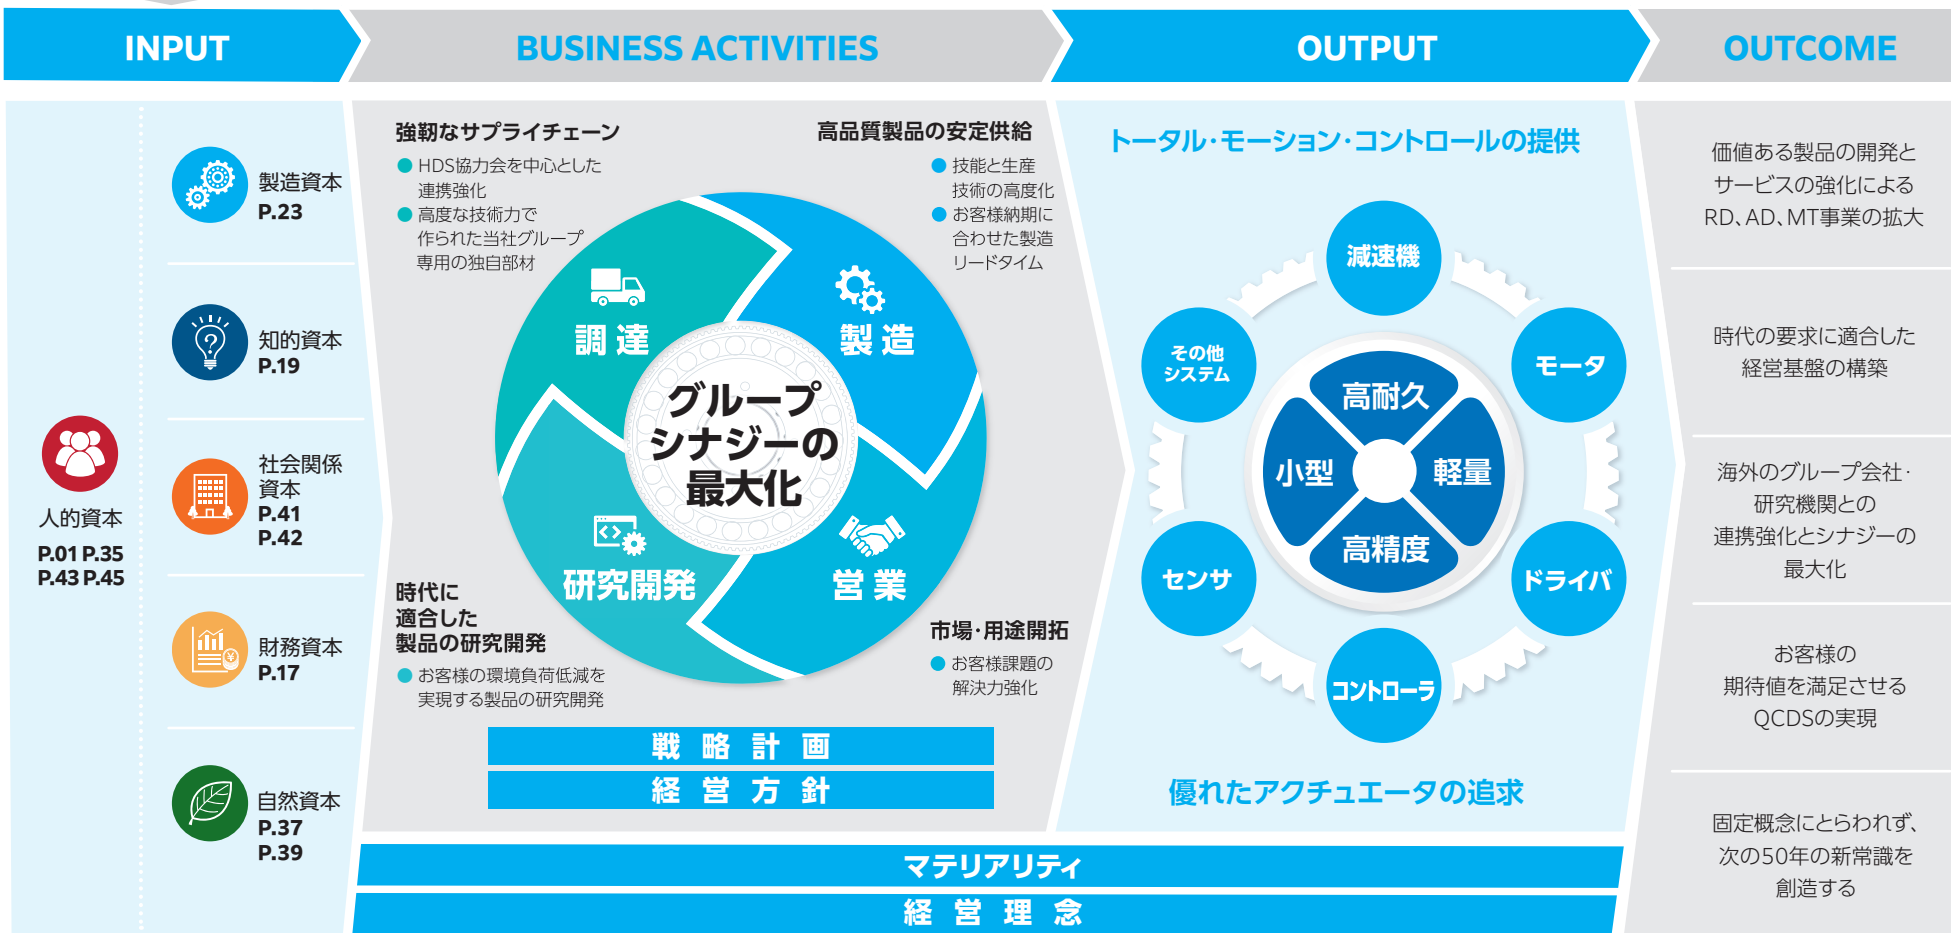 INPUT
BUSINESS ACTIVITIES
OUTPUT
OUTCOME
人的資本
P.01 P.35
P.43 P.45
製造資本
P.23
知的資本
P.19
社会関係
資本
P.41
P.42
財務資本
P.17
自然資本
P.37
P.39
強靭なサプライチェーン
● HDS協力会を中心とした
連携強化
● 高度な技術力で
作られた当社グループ
専用の独自部材
高品質製品の安定供給
● 技能と生産
技術の高度化
● お客様納期に
合わせた製造
リードタイム
調達
製造
グループ
シナジーの
最大化
研究開発
営業
時代に
適合した
製品の研究開発
● お客様の環境負荷低減を
実現する製品の研究開発
市場・用途開拓
● お客様課題の
解決力強化
戦略計画
経営方針
トータル・モーション・コントロールの提供
減速機
その他
システム
モータ
高耐久
小型
軽量
高精度
センサ
ドライバ
コントローラ
優れたアクチュエータの追求
マテリアリティ
経営理念
価値ある製品の開発と
サービスの強化による
RD、AD、MT事業の拡大
時代の要求に適合した
経営基盤の構築
海外のグループ会社・
研究機関との
連携強化とシナジーの
最大化
お客様の
期待値を満足させる
QCDSの実現
固定概念にとらわれず、
次の50年の新常識を
創造する